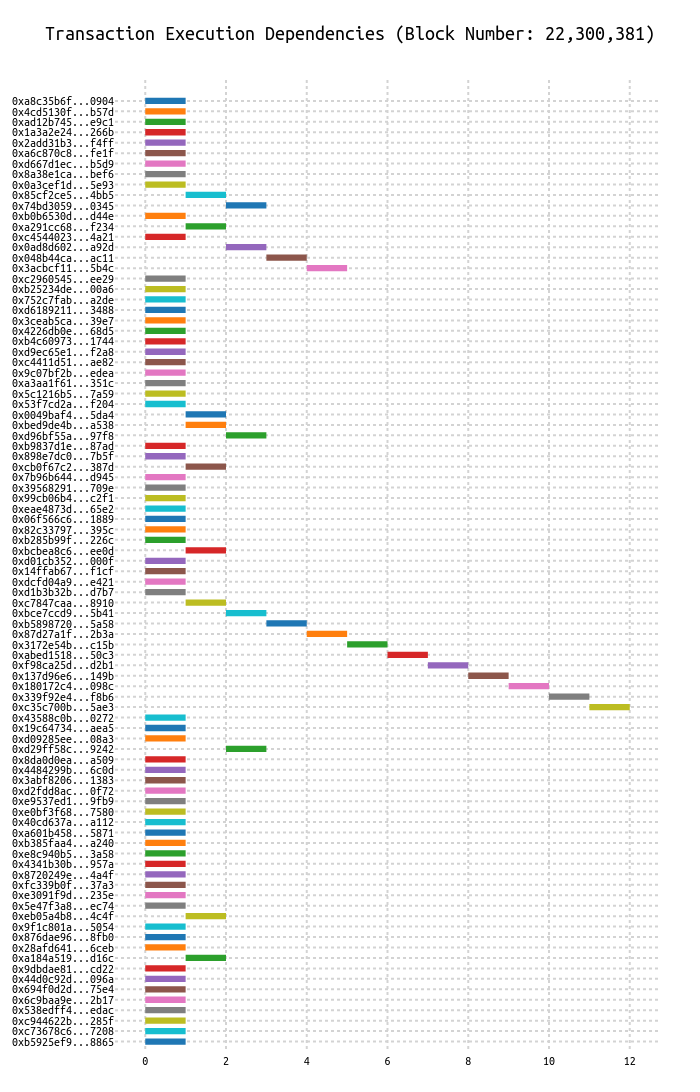 Transaction Execution Dependencies (Block Number: 22,300,381)
0xa8c35b6f...0904
0x4cd5130f...b57d
0xad12b745...e9c1
0x1a3a2e24...266b
0x2add31b3...f4ff
0xa6c870c8...fe1f
0xd667d1ec...b5d9
0x8a38e1ca...bef6
0x0a3cef1d...5e93
0x85cf2ce5...4bb5
0x74bd3059...0345
0xb0b6530d...d44e
0xa291cc68...f234
0xc4544023...4a21
0x0ad8d602...a92d
0x048b44ca...ac11
0x3acbcf11...5b4c
0xc2960545...ee29
0xb25234de...00a6
0x752c7fab...a2de
0xd6189211...3488
0x3ceab5ca...39e7
0x4226db0e...68d5
0xb4c60973...1744
0xd9ec65e1...f2a8
0xc4411d51...ae82
0x9c07bf2b...edea
0xa3aa1f61...351c
0x5c1216b5...7a59
0x53f7cd2a...f204
0x0049baf4...5da4
0xbed9de4b...a538
0xd96bf55a...97f8
0xb9837d1e...87ad
0x898e7dc0...7b5f
0xcb0f67c2...387d
0x7b96b644...d945
0x39568291...709e
0x99cb06b4...c2f1
0xeae4873d...65e2
0x06f566c6...1889
0x82c33797...395c
0xb285b99f...226c
0xbcbea8c6...ee0d
0xd01cb352...000f
0x14ffab67...f1cf
0xdcfd04a9...e421
0xd1b3b32b...d7b7
0xc7847caa...8910
0xbce7ccd9...5b41
0xb5898720...5a58
0x87d27a1f...2b3a
0x3172e54b...c15b
0xabed1518...50c3
0xf98ca25d...d2b1
0x137d96e6...149b
0x180172c4...098c
0x339f92e4...f8b6
0xc35c700b...5ae3
0x43588c0b...0272
0x19c64734...aea5
0xd09285ee...08a3
0xd29ff58c...9242
0x8da0d0ea...a509
0x4484299b...6c0d
0x3abf8206...1383
0xd2fdd8ac...0f72
0xe9537ed1...9fb9
0xe0bf3f68...7580
0x40cd637a...a112
0xa601b458...5871
0xb385faa4...a240
0xe8c940b5...3a58
0x4341b30b...957a
0x8720249e...4a4f
0xfc339b0f...37a3
0xe3091f9d...235e
0x5e47f3a8...ec74
0xeb05a4b8...4c4f
0x9f1c801a...5054
0x876dae96...8fb0
0x28afd641...6ceb
0xa184a519...d16c
0x9dbdae81...cd22
0x44d0c92d...096a
0x694f0d2d...75e4
0x6c9baa9e...2b17
0x538edff4...edac
0xc944622b...285f
0xc73678c6...7208
0xb5925ef9...8865
0 2 4 6 8 10 12